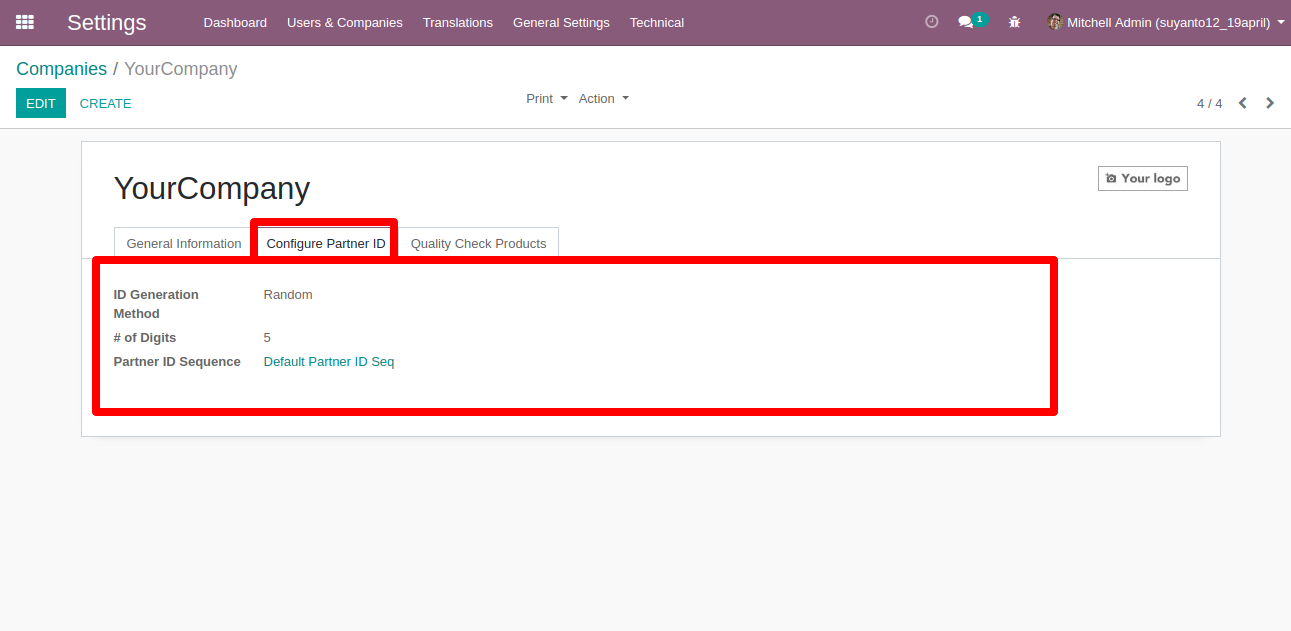 Settings Dashboard Users & Companies Translations General Settings Technical 1 Mitchell Admin (suyanto12_19april)
Companies / YourCompany
EDIT CREATE Print Action 4 / 4
YourCompany
Your logo
General Information Configure Partner ID Quality Check Products
ID Generation Random
Method
# of Digits 5
Partner ID Sequence Default Partner ID Seq